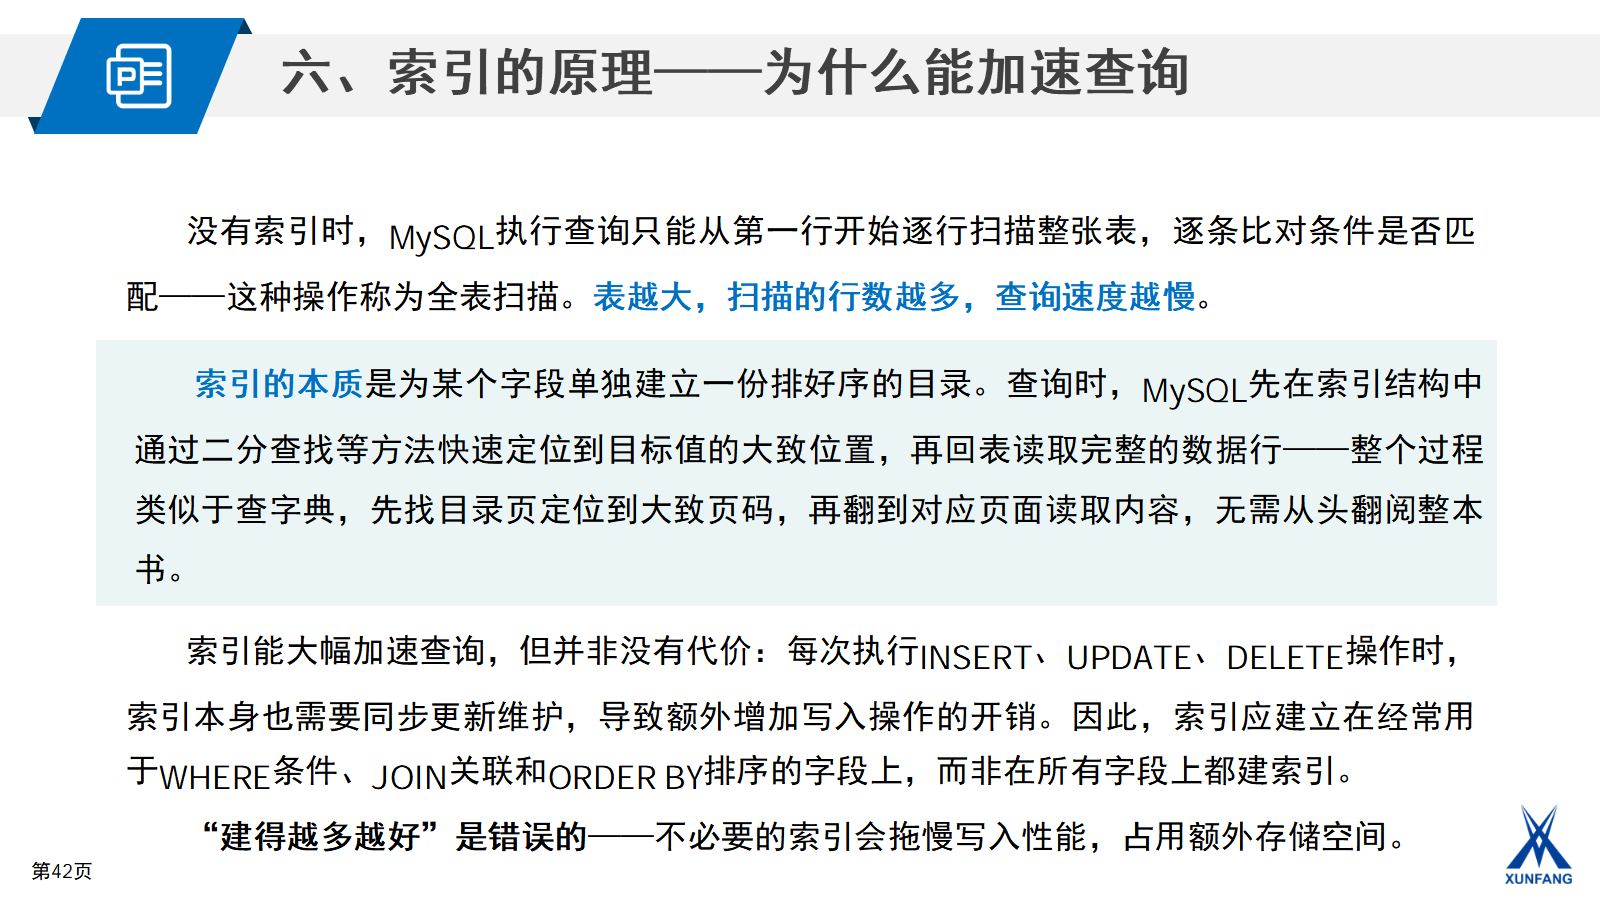 六、索引的原理——为什么能加速查询
没有索引时，MySQL执行查询只能从第一行开始逐行扫描整张表，逐条比对条件是否匹
配——这种操作称为全表扫描。表越大，扫描的行数越多，查询速度越慢。
索引的本质是为某个字段单独建立一份排好序的目录。查询时，MySQL先在索引结构中
通过二分查找等方法快速定位到目标值的大致位置，再回表读取完整的数据行——整个过程
类似于查字典，先找目录页定位到大致页码，再翻到对应页面读取内容，无需从头翻阅整本
书。
索引能大幅加速查询，但并非没有代价：每次执行INSERT、UPDATE、DELETE操作时，
索引本身也需要同步更新维护，导致额外增加写入操作的开销。因此，索引应建立在经常用
于WHERE条件、JOIN关联和ORDER BY排序的字段上，而非在所有字段上都建索引。
“建得越多越好”是错误的——不必要的索引会拖慢写入性能，占用额外存储空间。
第42页
XUNFANG